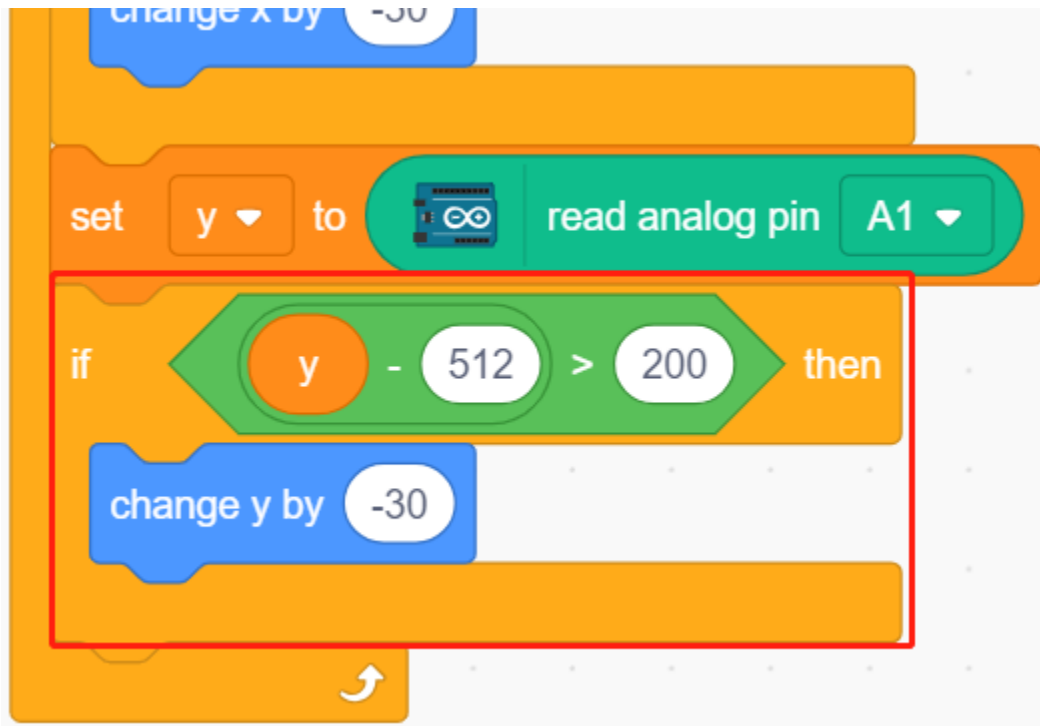 change x by -30
set y to read analog pin A1
if y - 512 > 200 then
change y by -30